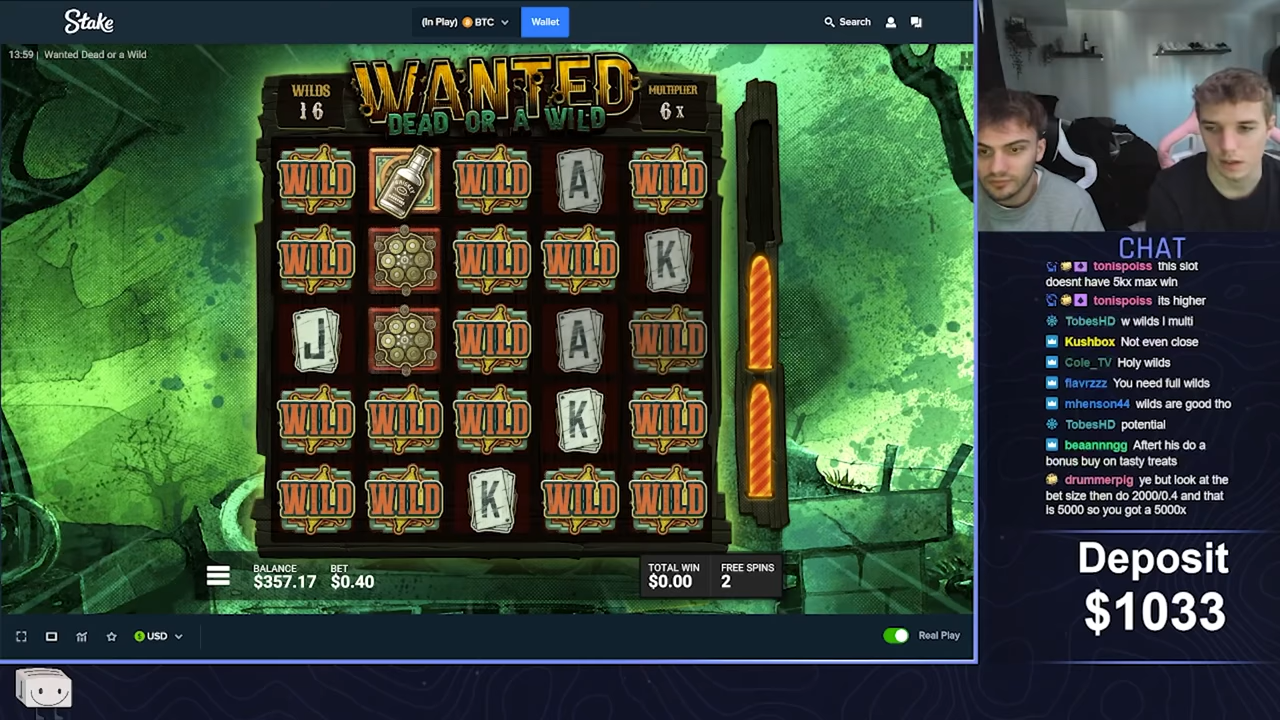 Stake
(In Play) BTC
Wallet
Search
13:59 | Wanted Dead or a Wild
WILDS
16
WANTED
DEAD OR A WILD
MULTIPLIER
6 x
WILD WILD A WILD
WILD WILD WILD K
J WILD A WILD
WILD WILD WILD K WILD
WILD WILD K WILD WILD
BALANCE
$357.17
BET
$0.40
TOTAL WIN
$0.00
FREE SPINS
2
USD
Real Play
CHAT
tonispoiss this slot
doesnt have 5kx max win
tonispoiss its higher
TobesHD w wilds l multi
Kushbox Not even close
Cole_TV Holy wilds
flavrzzz You need full wilds
mhenson44 wilds are good tho
TobesHD potential
beaannngg Aftert his do a
bonus buy on tasty treats
drummerpig ye but look at the
bet size then do 2000/0.4 and that
is 5000 so you got a 5000x
Deposit
$1033